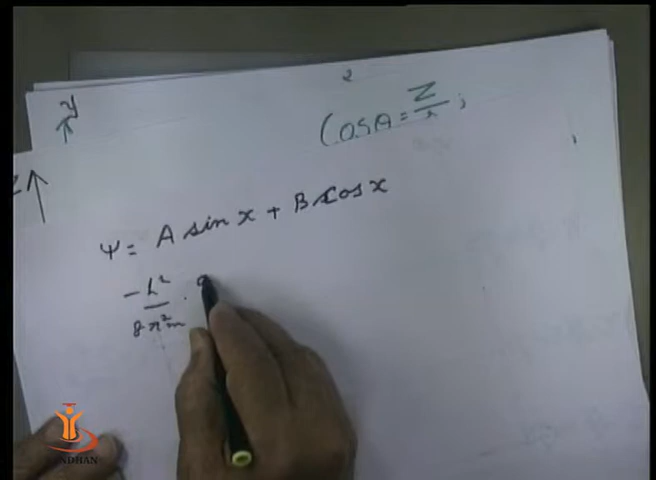 y
Cos θ = Z/r ;
Z
ψ = A sin x + B cos x
-h²/8π²m .